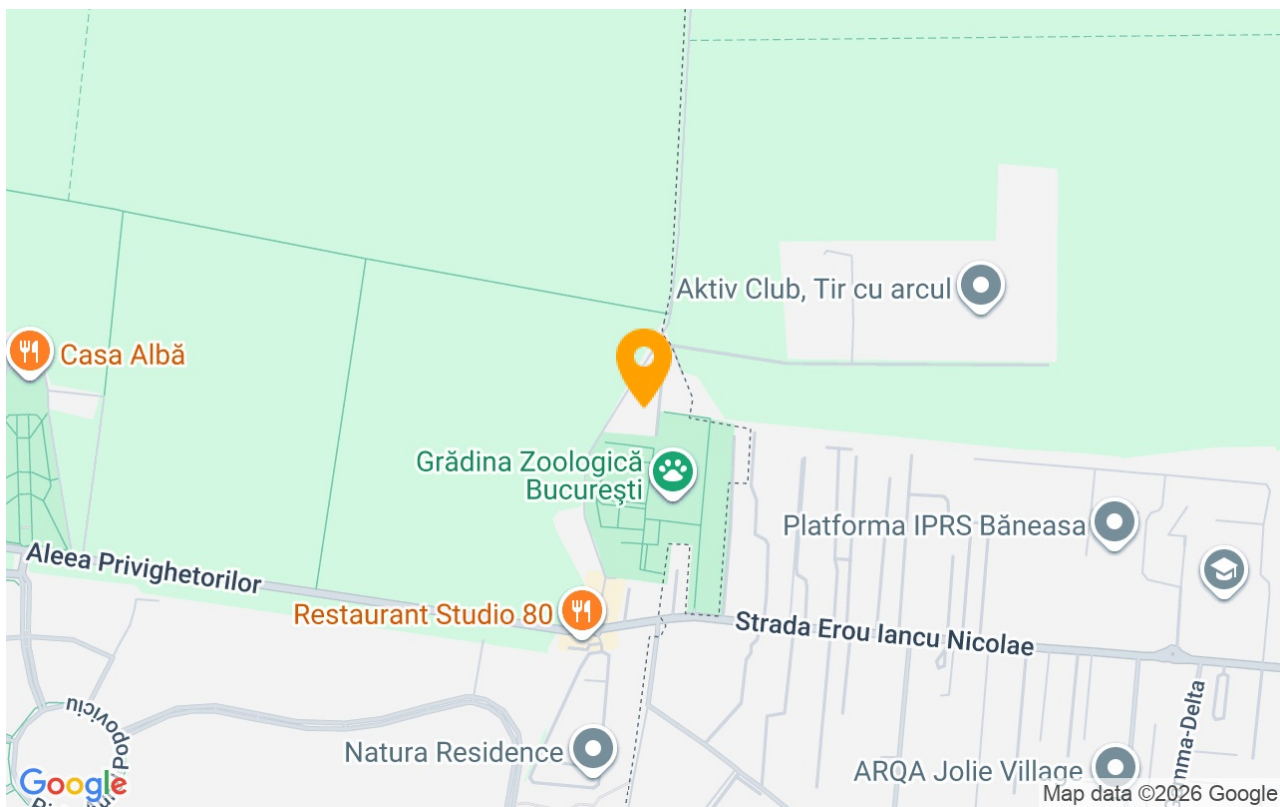 Aktiv Club, Tir cu arcul
Casa Albă
Grădina Zoologică
București
Platforma IPRS Băneasa
Aleea Privighetorilor
Restaurant Studio 80
Strada Erou Iancu Nicolae
Popoviciu
Natura Residence
ARQA Jolie Village
Google
Map data ©2026 Google